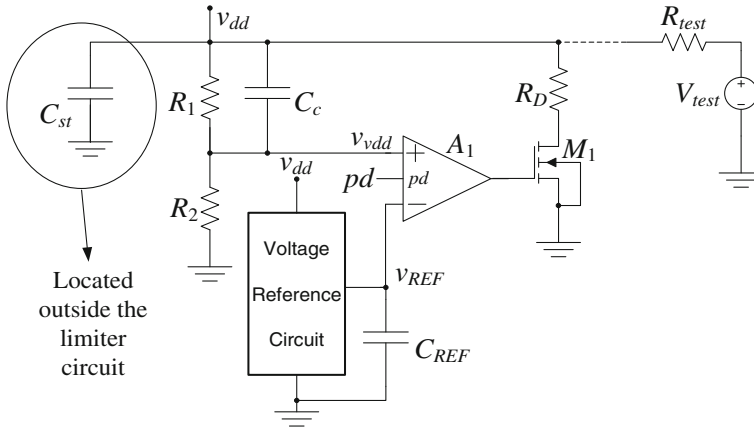 v_dd
R_test
C_st
R_1
C_c
R_D
V_test
v_vdd
A_1
M_1
v_dd
+
pd
pd
R_2
−
Voltage
Reference
Circuit
v_REF
C_REF
Located
outside the
limiter
circuit